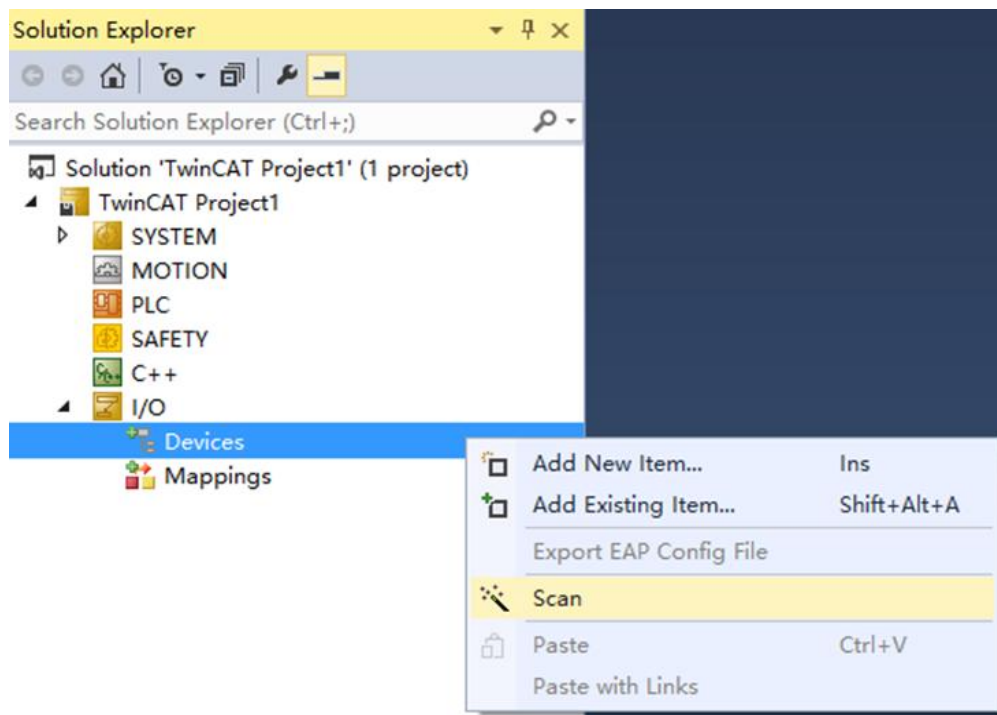 Solution Explorer
Search Solution Explorer (Ctrl+;)
Solution 'TwinCAT Project1' (1 project)
TwinCAT Project1
SYSTEM
MOTION
PLC
SAFETY
C++
I/O
Devices
Mappings
Add New Item... Ins
Add Existing Item... Shift+Alt+A
Export EAP Config File
Scan
Paste Ctrl+V
Paste with Links